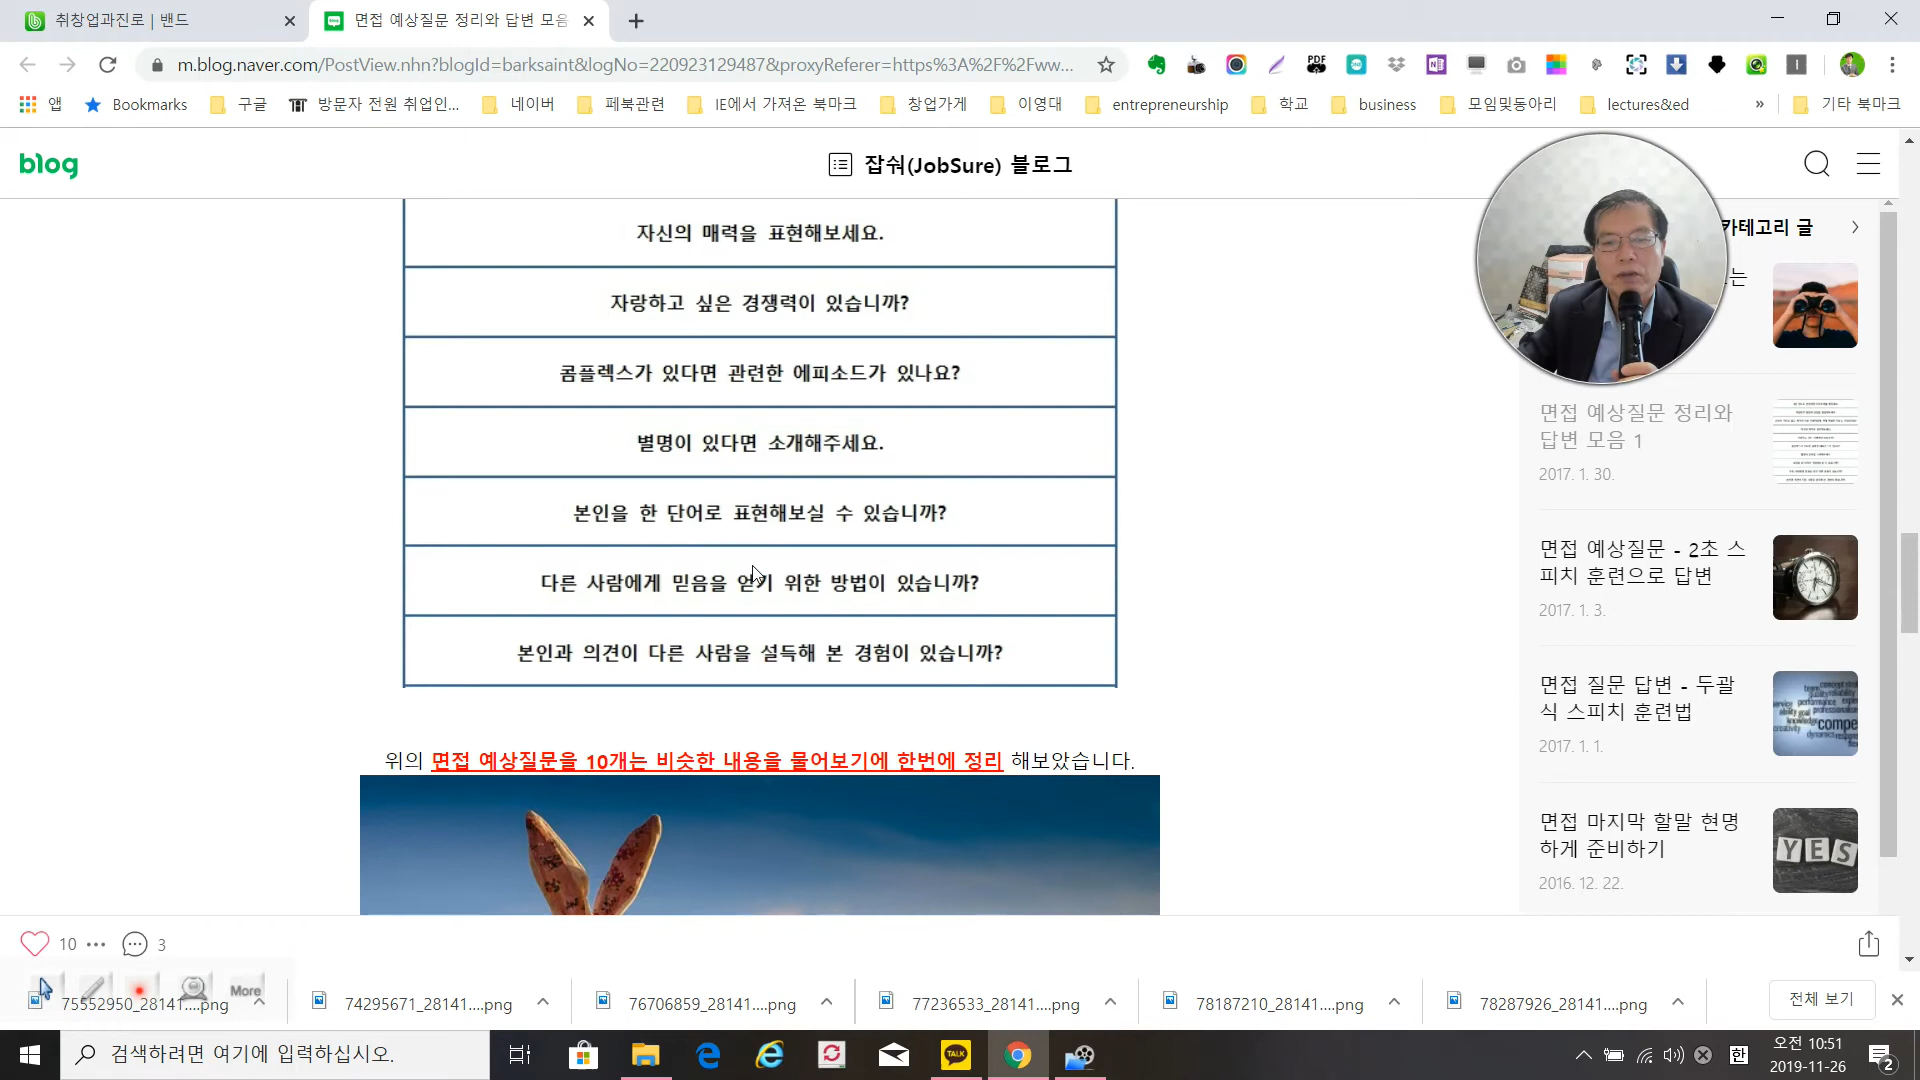 취창업과진로 | 밴드
면접 예상질문 정리와 답변 모음
m.blog.naver.com/PostView.nhn?blogId=barksaint&logNo=220923129487&proxyReferer=https%3A%2F%2Fww...
앱 Bookmarks 구글 방문자 전원 취업인... 네이버 페북관련 IE에서 가져온 북마크 창업가게 이영대 entrepreneurship 학교 business 모임및동아리 lectures&ed » 기타 북마크
blog
잡숴(JobSure) 블로그
자신의 매력을 표현해보세요.
자랑하고 싶은 경쟁력이 있습니까?
콤플렉스가 있다면 관련한 에피소드가 있나요?
별명이 있다면 소개해주세요.
본인을 한 단어로 표현해보실 수 있습니까?
다른 사람에게 믿음을 얻기 위한 방법이 있습니까?
본인과 의견이 다른 사람을 설득해 본 경험이 있습니까?
위의 면접 예상질문을 10개는 비슷한 내용을 물어보기에 한번에 정리 해보았습니다.
카테고리 글
는
면접 예상질문 정리와
답변 모음 1
2017. 1. 30.
면접 예상질문 - 2초 스
피치 훈련으로 답변
2017. 1. 3.
면접 질문 답변 - 두괄
식 스피치 훈련법
2017. 1. 1.
면접 마지막 할말 현명
하게 준비하기
2016. 12. 22.
YES
10
3
More
75552950_28141....png
74295671_28141....png
76706859_28141....png
77236533_28141....png
78187210_28141....png
78287926_28141....png
전체 보기
검색하려면 여기에 입력하십시오.
TALK
한
오전 10:51
2019-11-26
2